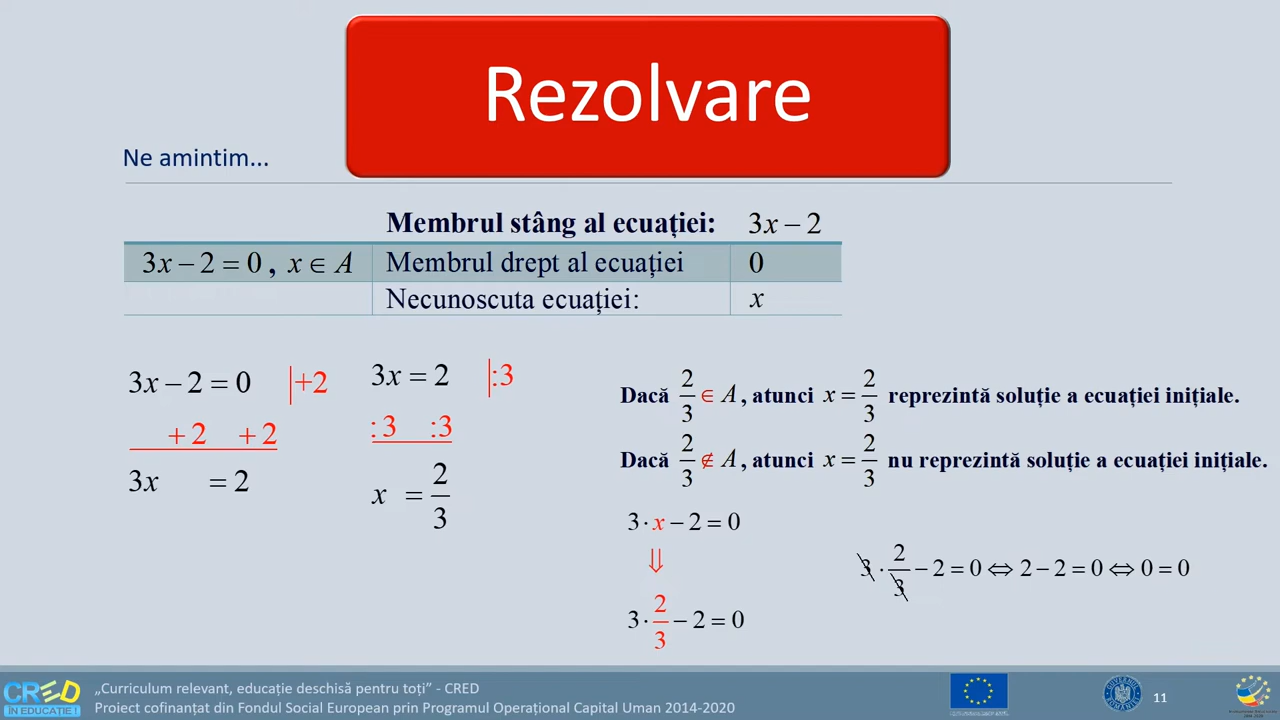 Rezolvare
Ne amintim...
Membrul stâng al ecuației: 3x − 2
3x − 2 = 0 , x ∈ A Membrul drept al ecuației 0
Necunoscuta ecuației: x
3x − 2 = 0 |+2
+2 +2
3x = 2
3x = 2 |:3
:3 :3
x = 2/3
Dacă 2/3 ∈ A , atunci x = 2/3 reprezintă soluție a ecuației inițiale.
Dacă 2/3 ∉ A , atunci x = 2/3 nu reprezintă soluție a ecuației inițiale.
3 · x − 2 = 0
⇓
3 · 2/3 − 2 = 0
3 · 2/3 − 2 = 0 ⇔ 2 − 2 = 0 ⇔ 0 = 0
CRED
ÎN EDUCAȚIE !
„Curriculum relevant, educație deschisă pentru toți” - CRED
Proiect cofinanțat din Fondul Social European prin Programul Operațional Capital Uman 2014-2020
11